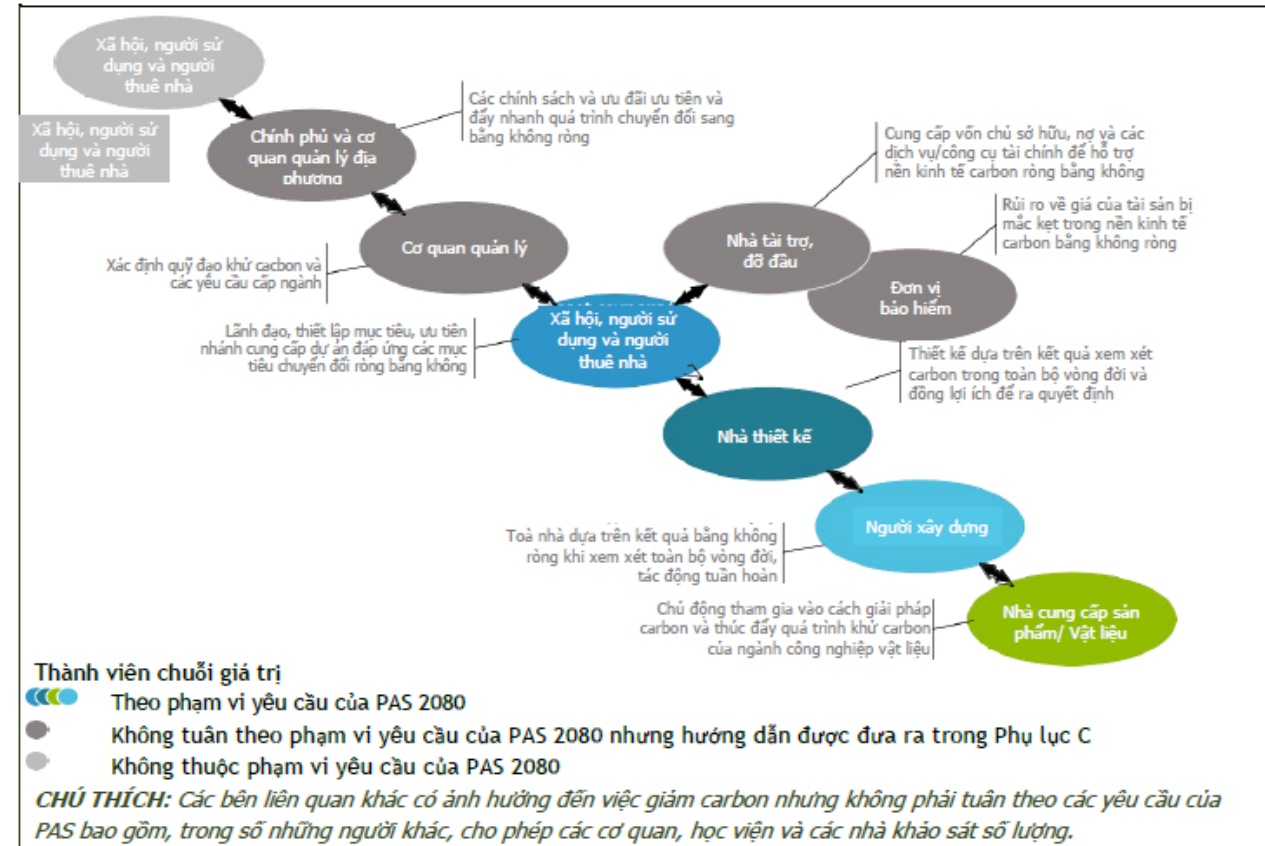 Xã hội, người sử
dụng và người
thuê nhà
Xã hội, người sử
dụng và người
thuê nhà
Chính phủ và cơ
quan quản lý địa
phương
Các chính sách và ưu đãi ưu tiên và
đẩy nhanh quá trình chuyển đổi sang
bằng không ròng
Cung cấp vốn chủ sở hữu, nợ và các
dịch vụ/công cụ tài chính để hỗ trợ
nền kinh tế carbon ròng bằng không
Rủi ro về giá của tài sản bị
mắc kẹt trong nền kinh tế
carbon bằng không ròng
Cơ quan quản lý
Nhà tài trợ,
đỡ đầu
Xác định quỹ đạo khử cacbon và
các yêu cầu cấp ngành
Đơn vị
bảo hiểm
Xã hội, người sử
dụng và người
thuê nhà
Lãnh đạo, thiết lập mục tiêu, ưu tiên
nhánh cung cấp dự án đáp ứng các mục
tiêu chuyển đổi ròng bằng không
Thiết kế dựa trên kết quả xem xét
carbon trong toàn bộ vòng đời và
đồng lợi ích để ra quyết định
Nhà thiết kế
Người xây dựng
Toà nhà dựa trên kết quả bằng không
ròng khi xem xét toàn bộ vòng đời,
tác động tuần hoàn
Chủ động tham gia vào cách giải pháp
carbon và thúc đẩy quá trình khử carbon
của ngành công nghiệp vật liệu
Nhà cung cấp sản
phẩm/ Vật liệu
Thành viên chuỗi giá trị
Theo phạm vi yêu cầu của PAS 2080
Không tuân theo phạm vi yêu cầu của PAS 2080 nhưng hướng dẫn được đưa ra trong Phụ lục C
Không thuộc phạm vi yêu cầu của PAS 2080
CHÚ THÍCH: Các bên liên quan khác có ảnh hưởng đến việc giảm carbon nhưng không phải tuân theo các yêu cầu của
PAS bao gồm, trong số những người khác, cho phép các cơ quan, học viện và các nhà khảo sát số lượng.